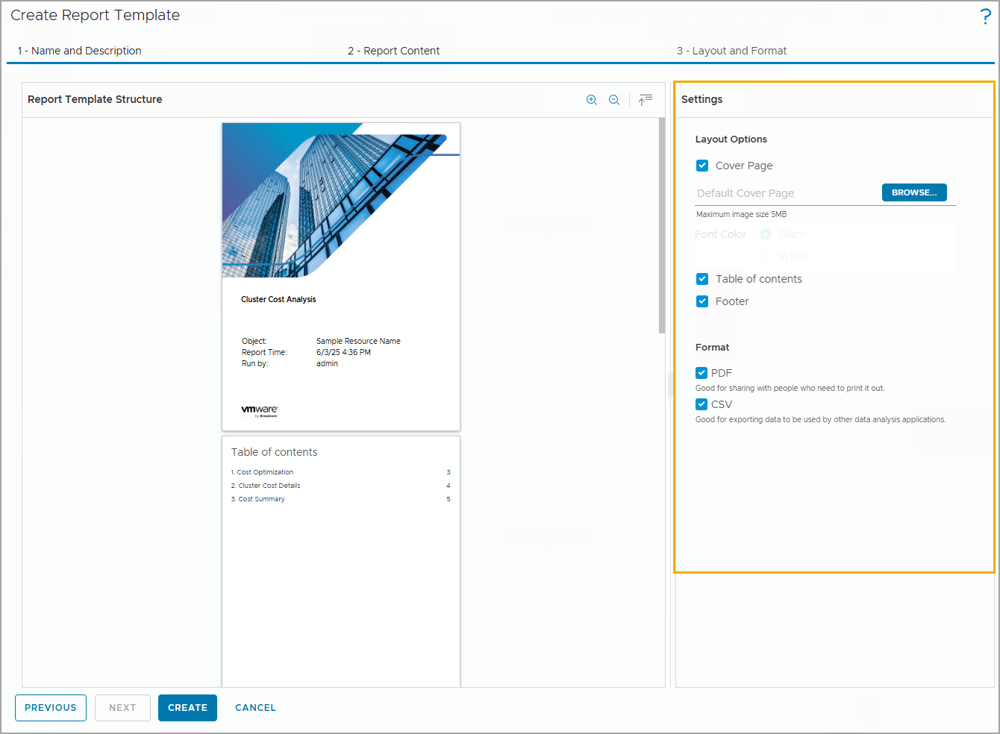 Create Report Template
?
1 - Name and Description
2 - Report Content
3 - Layout and Format
Report Template Structure
Cluster Cost Analysis
Object: Sample Resource Name
Report Time: 6/3/25 4:36 PM
Run by: admin
vmware
by Broadcom
Table of contents
1. Cost Optimization 3
2. Cluster Cost Details 4
3. Cost Summary 5
Settings
Layout Options
Cover Page
Default Cover Page BROWSE...
Maximum image size 5MB
Font Color Black
White
Table of contents
Footer
Format
PDF
Good for sharing with people who need to print it out.
CSV
Good for exporting data to be used by other data analysis applications.
PREVIOUS NEXT CREATE CANCEL